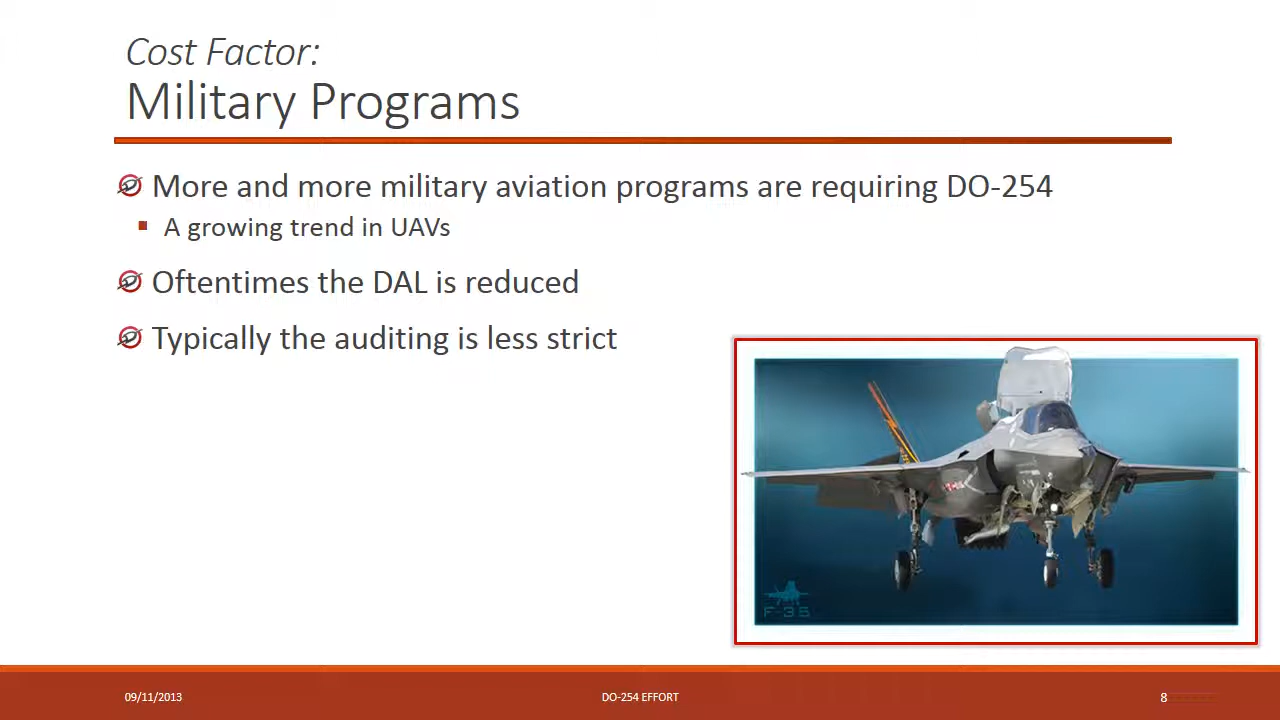 Cost Factor:
Military Programs
More and more military aviation programs are requiring DO-254
A growing trend in UAVs
Oftentimes the DAL is reduced
Typically the auditing is less strict
F-35
09/11/2013
DO-254 EFFORT
8